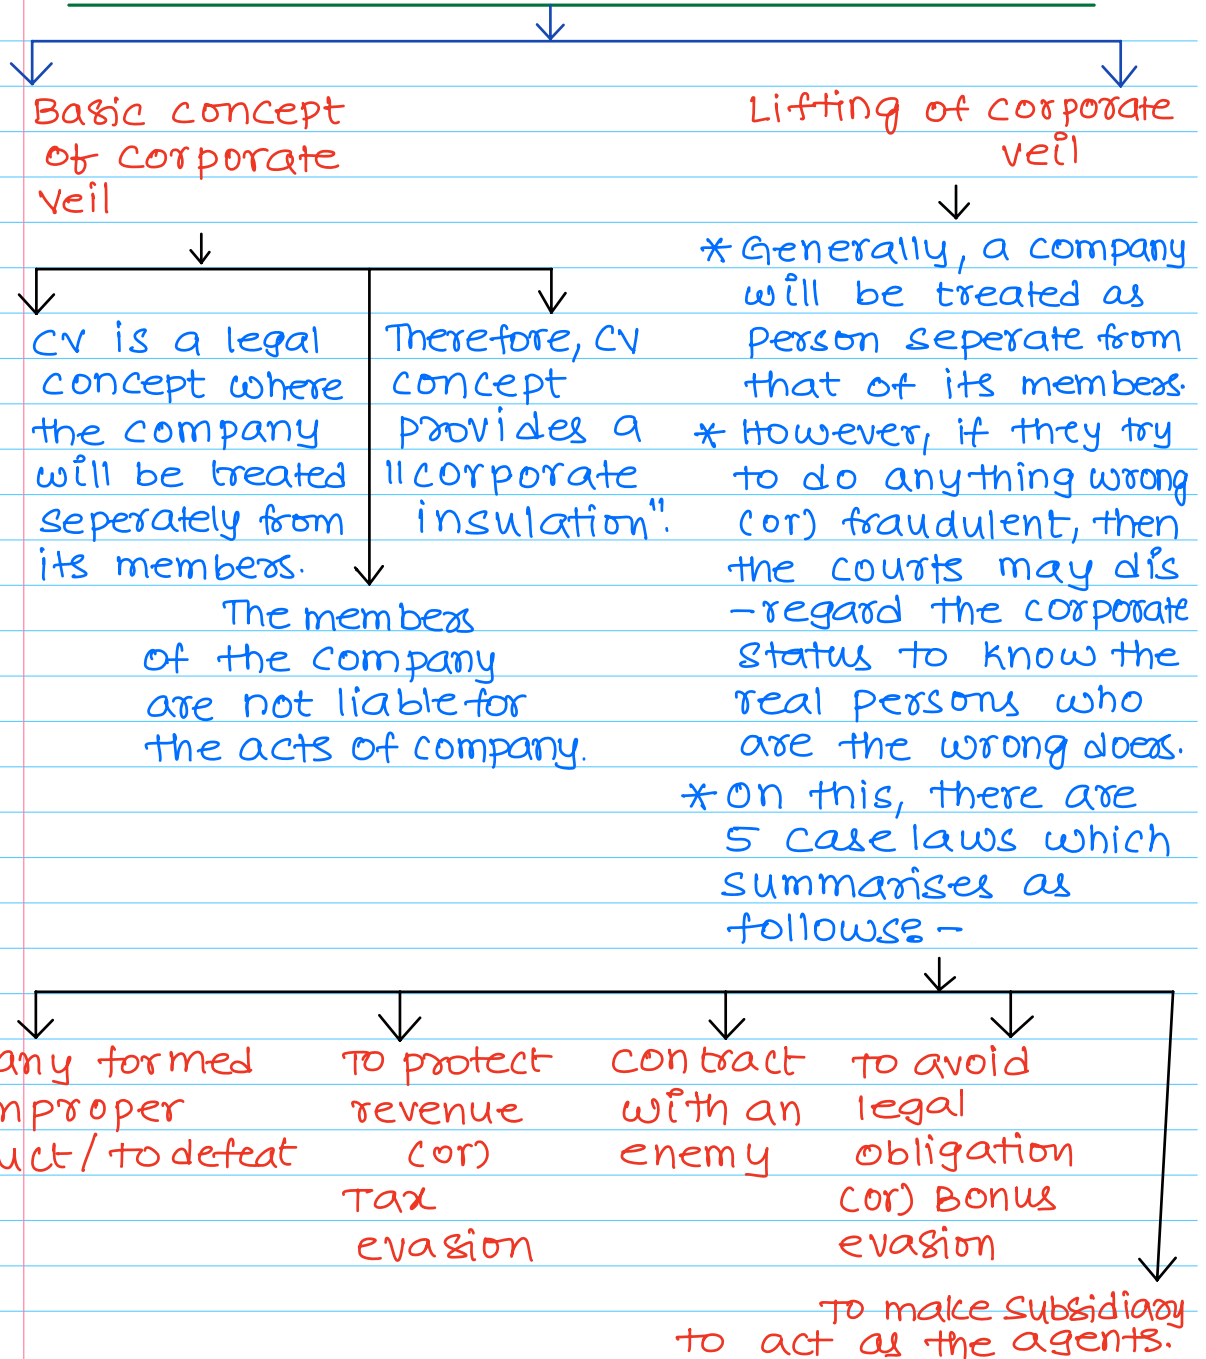 Basic concept
of corporate
veil
Lifting of corporate
veil
CV is a legal
concept where
the company
will be treated
seperately from
its members.
Therefore, CV
concept
provides a
"corporate
insulation".
The members
of the company
are not liable for
the acts of company.
* Generally, a company
will be treated as
person seperate from
that of its members.
* However, if they try
to do anything wrong
(or) fraudulent, then
the courts may dis
-regard the corporate
status to know the
real persons who
are the wrong doers.
* On this, there are
5 case laws which
summarises as
follows:-
any formed
mproper
uct/to defeat
To protect
revenue
(or)
Tax
evasion
Contract
with an
enemy
To avoid
legal
obligation
(or) Bonus
evasion
To make subsidiary
to act as the agents.